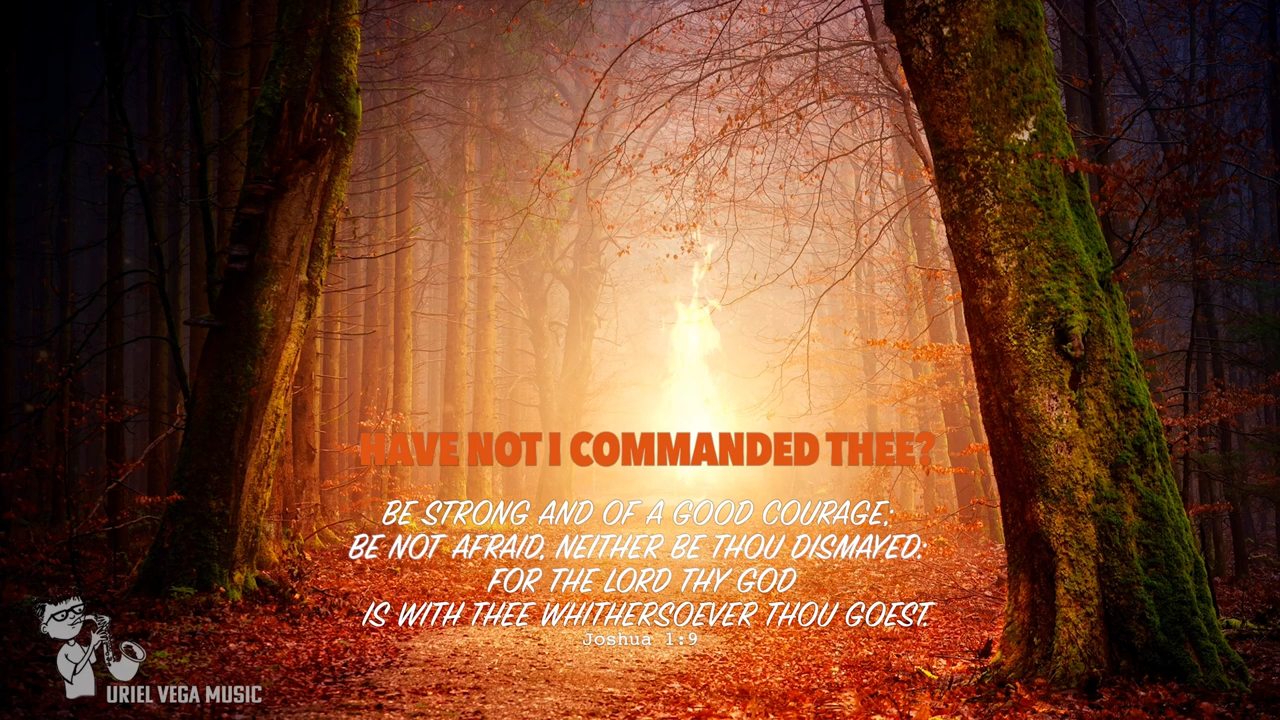 HAVE NOT I COMMANDED THEE?
BE STRONG AND OF A GOOD COURAGE;
BE NOT AFRAID, NEITHER BE THOU DISMAYED:
FOR THE LORD THY GOD
IS WITH THEE WHITHERSOEVER THOU GOEST.
Joshua 1:9
URIEL VEGA MUSIC